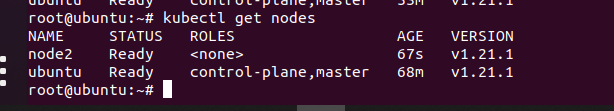 ubuntu Ready control-plane,master 53m v1.21.1
root@ubuntu:~# kubectl get nodes
NAME STATUS ROLES AGE VERSION
node2 Ready <none> 67s v1.21.1
ubuntu Ready control-plane,master 68m v1.21.1
root@ubuntu:~#